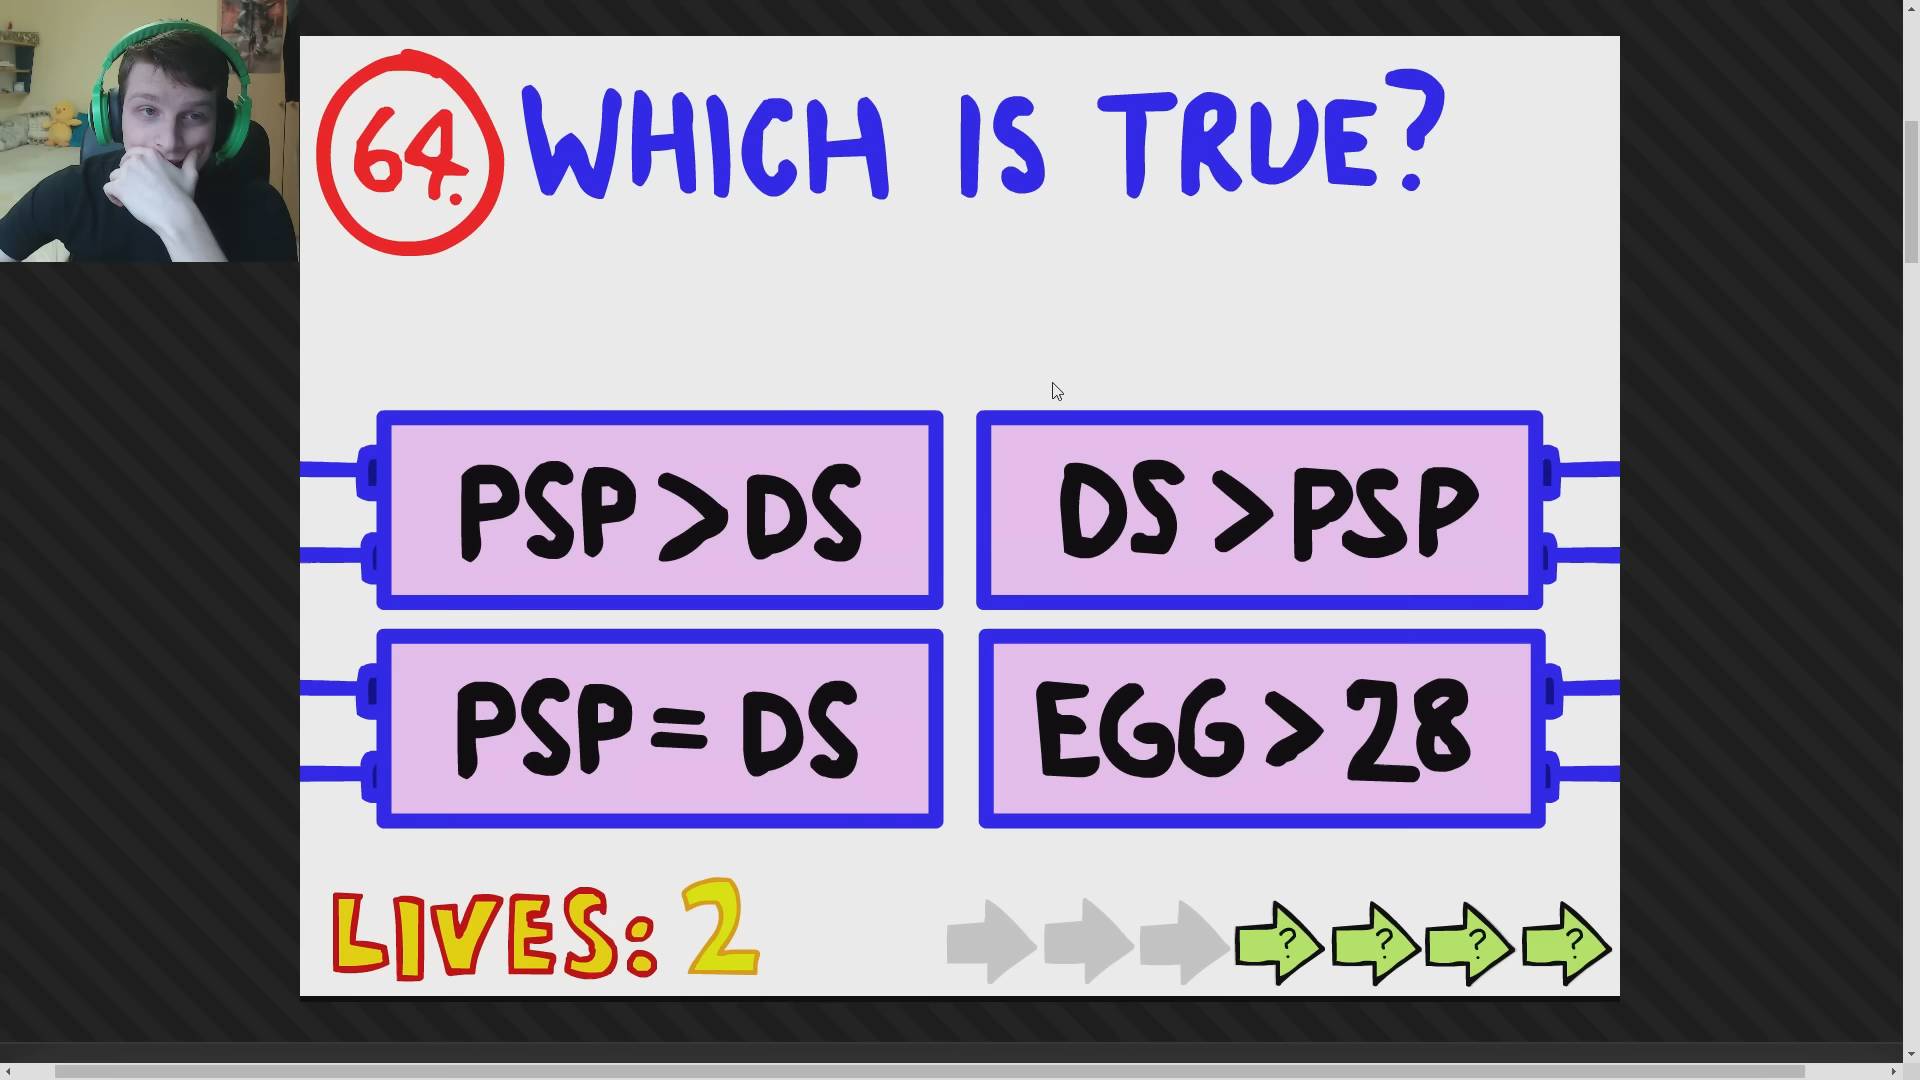 64. WHICH IS TRUE?
PSP > DS
DS > PSP
PSP = DS
EGG > 28
LIVES: 2
? ? ? ?